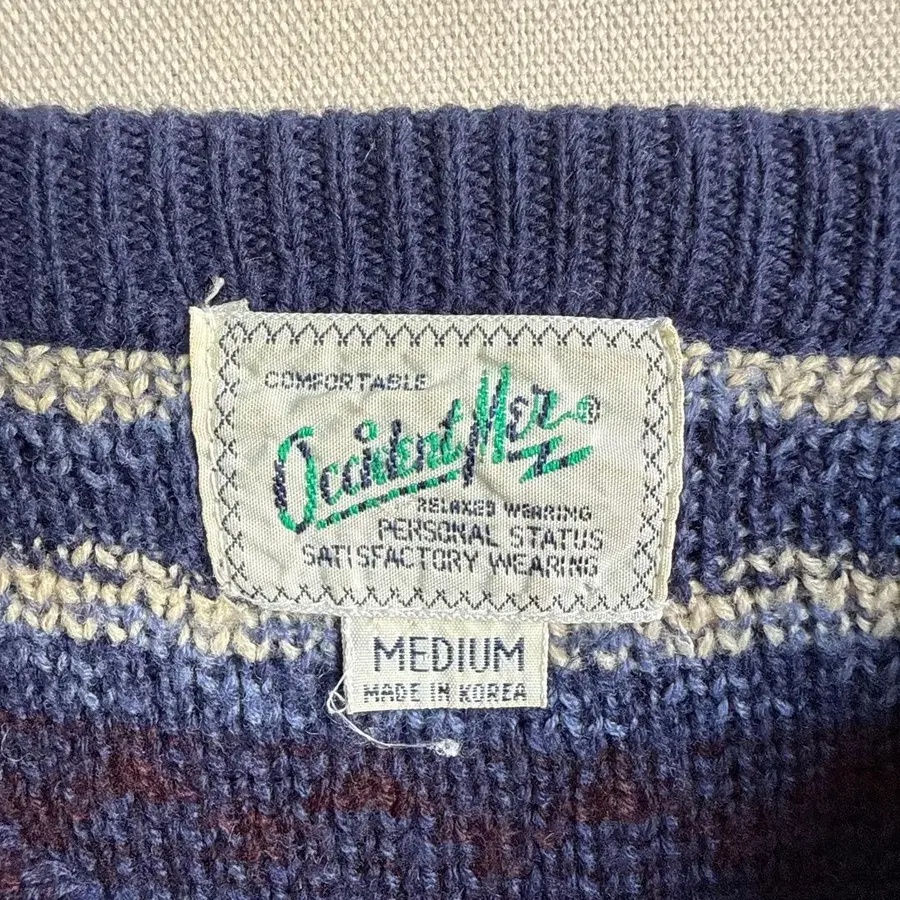 COMFORTABLE
Occident Mer®
RELAXED WEARING
PERSONAL STATUS
SATISFACTORY WEARING
MEDIUM
MADE IN KOREA